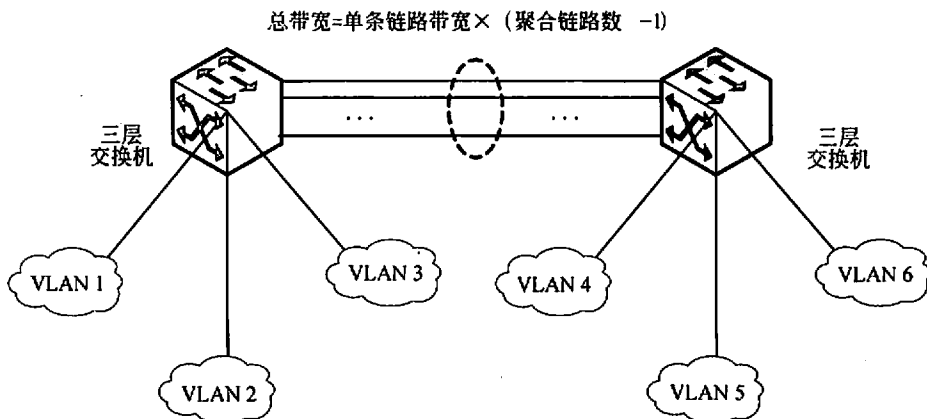 总带宽=单条链路带宽×（聚合链路数 -1）
三层
交换机
三层
交换机
... ...
VLAN 1
VLAN 3
VLAN 4
VLAN 6
VLAN 2
VLAN 5